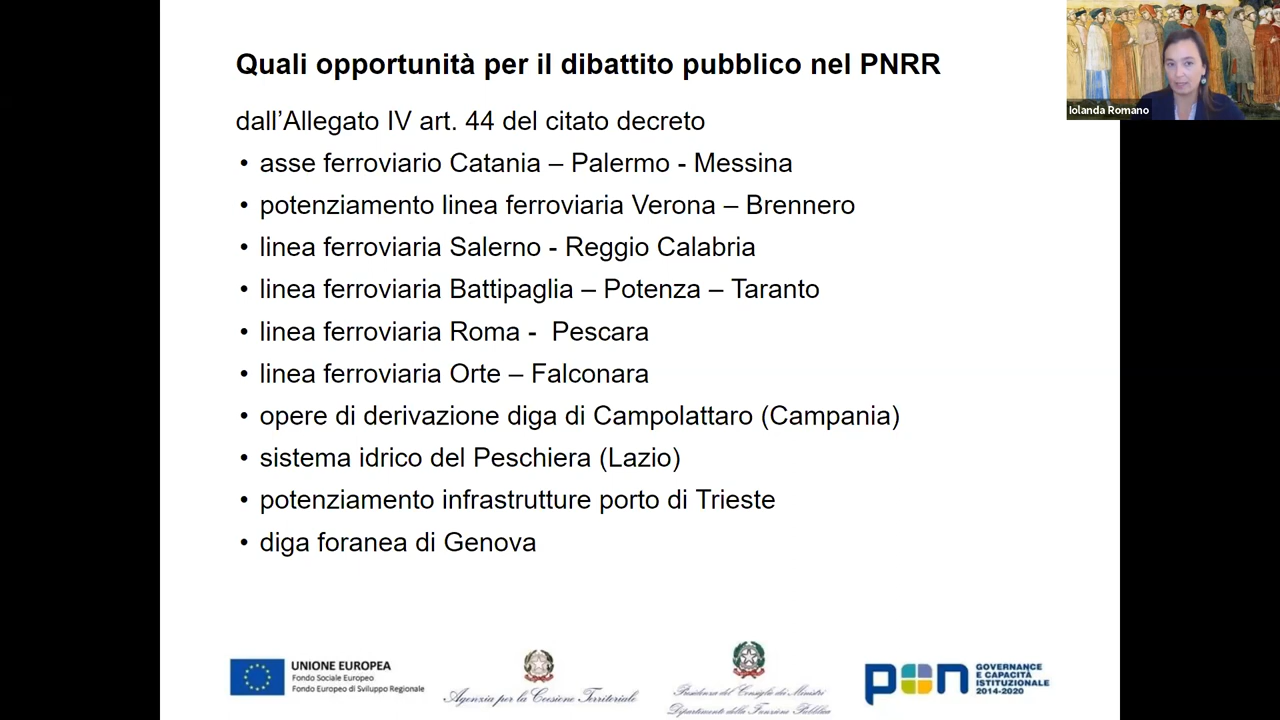 Quali opportunità per il dibattito pubblico nel PNRR
Iolanda Romano
dall'Allegato IV art. 44 del citato decreto
• asse ferroviario Catania – Palermo - Messina
• potenziamento linea ferroviaria Verona – Brennero
• linea ferroviaria Salerno - Reggio Calabria
• linea ferroviaria Battipaglia – Potenza – Taranto
• linea ferroviaria Roma -  Pescara
• linea ferroviaria Orte – Falconara
• opere di derivazione diga di Campolattaro (Campania)
• sistema idrico del Peschiera (Lazio)
• potenziamento infrastrutture porto di Trieste
• diga foranea di Genova
UNIONE EUROPEA
Fondo Sociale Europeo
Fondo Europeo di Sviluppo Regionale
Agenzia per la Coesione Territoriale
Presidenza del Consiglio dei Ministri
Dipartimento della Funzione Pubblica
pon
GOVERNANCE
E CAPACITÀ
ISTITUZIONALE
2014-2020